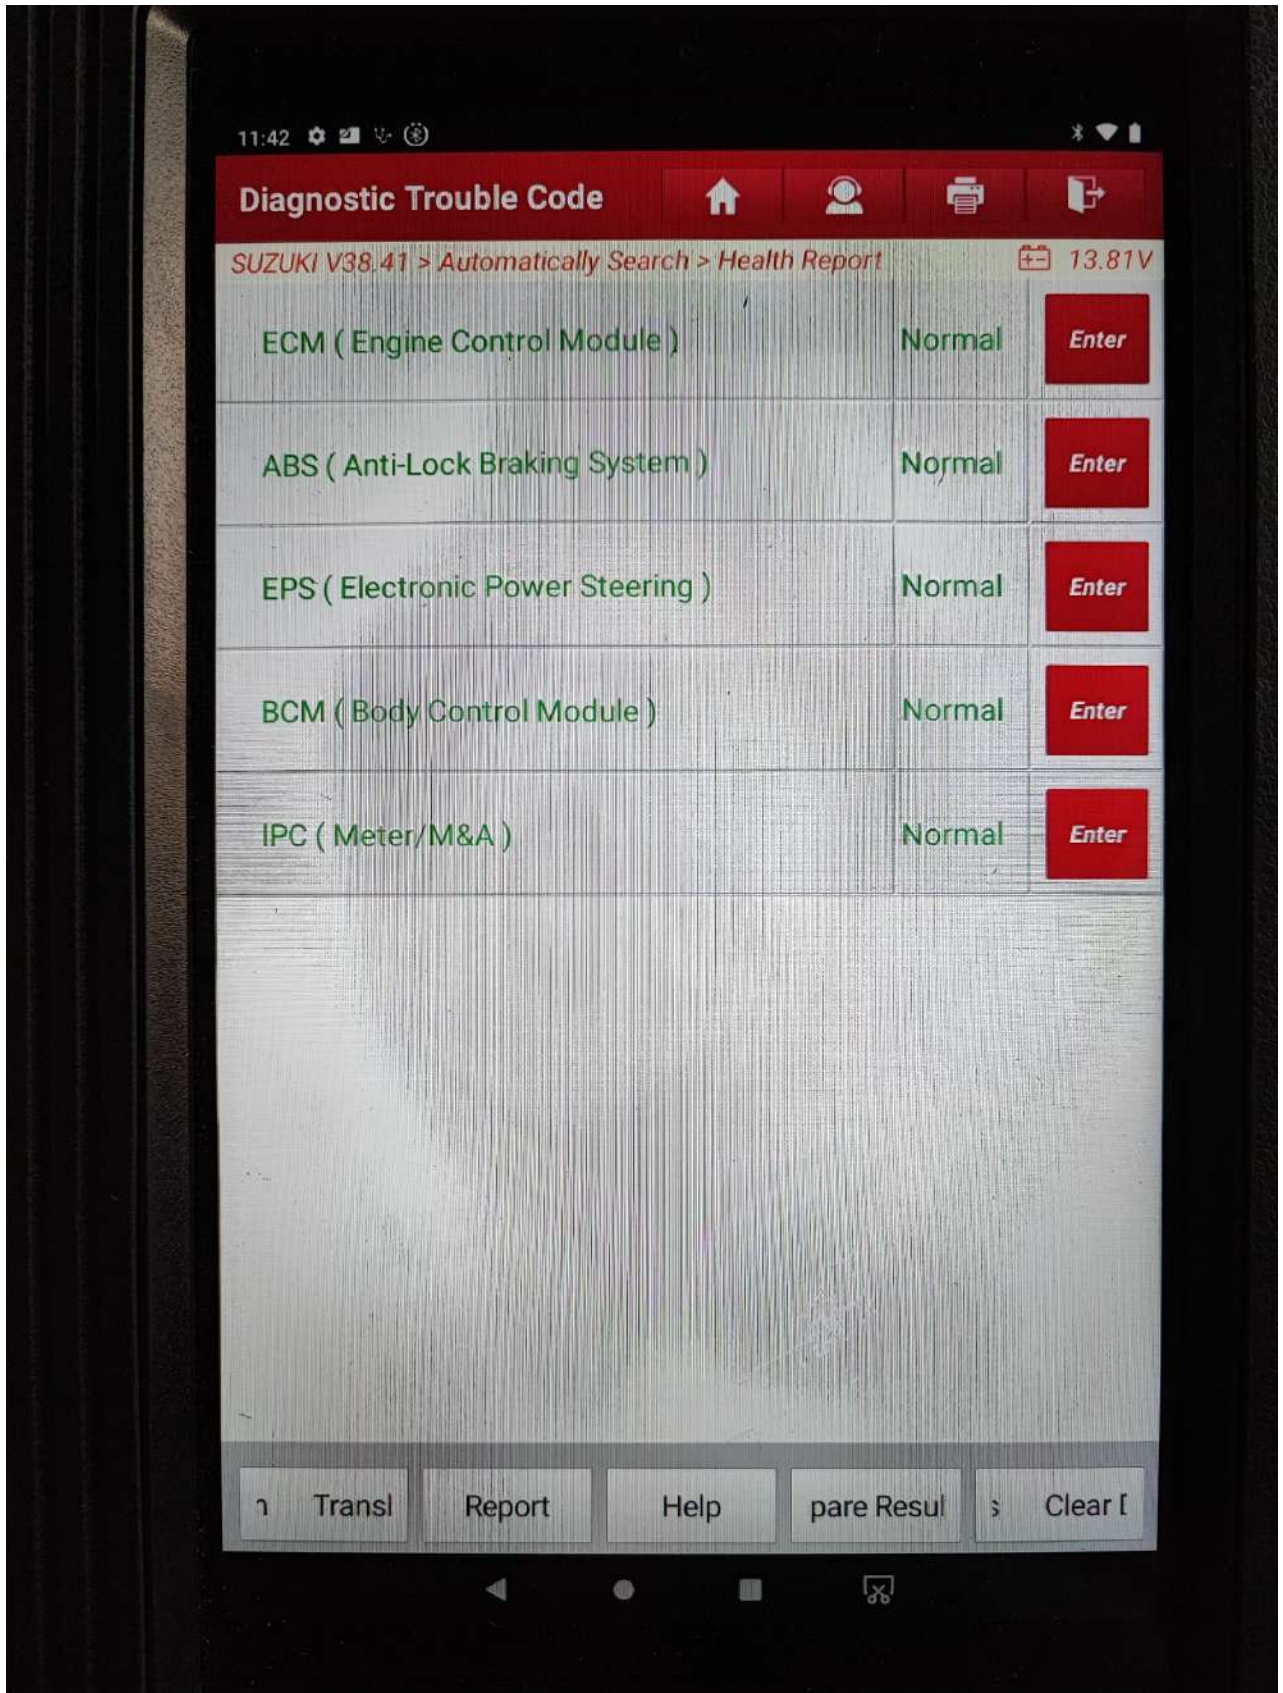 11:42
Diagnostic Trouble Code
SUZUKI V38.41 > Automatically Search > Health Report 13.81V
ECM ( Engine Control Module ) Normal Enter
ABS ( Anti-Lock Braking System ) Normal Enter
EPS ( Electronic Power Steering ) Normal Enter
BCM ( Body Control Module ) Normal Enter
IPC ( Meter/M&A ) Normal Enter
Transl Report Help pare Resul s Clear